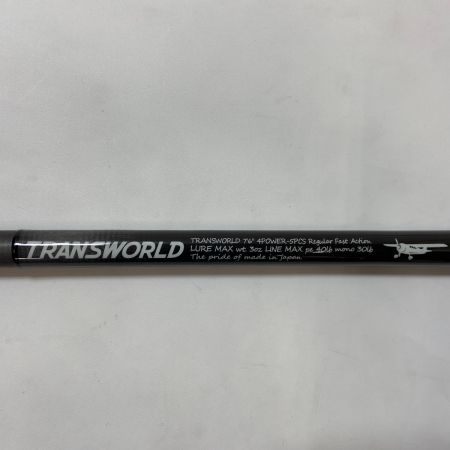 TRANSWORLD
TRANSWORLD 7'6" 4POWER-5PCS Regular Fast Action
LURE MAX wt 3oz LINE MAX pe 40lb mono 30lb
The pride of made in Japan.